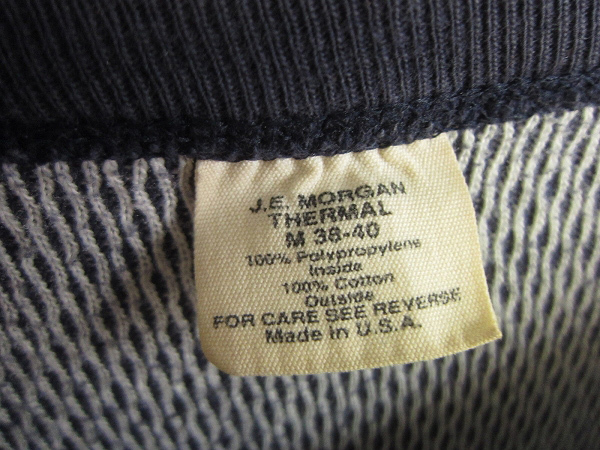 J.E. MORGAN
THERMAL
M 38-40
100% Polypropylene
Inside
100% Cotton
Outside
FOR CARE SEE REVERSE
Made in U.S.A.